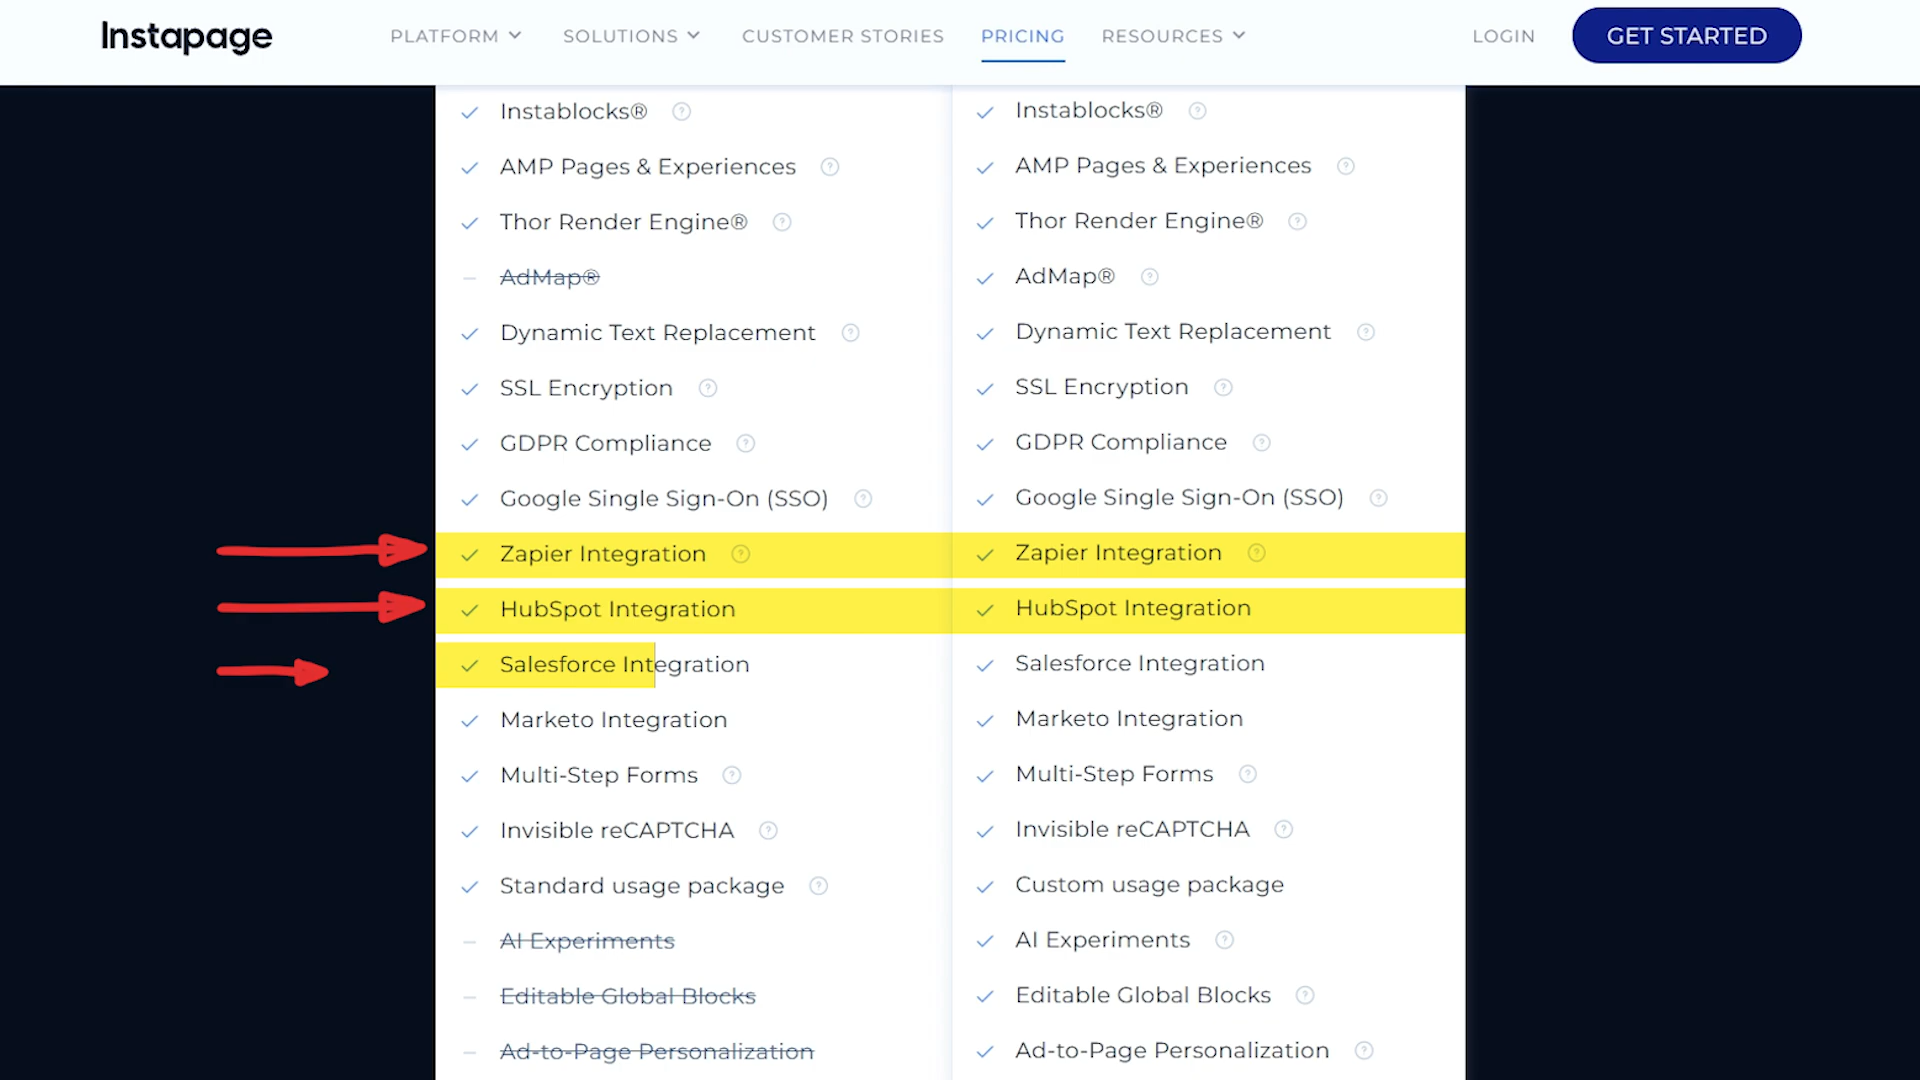 Instapage
PLATFORM
SOLUTIONS
CUSTOMER STORIES
PRICING
RESOURCES
LOGIN
GET STARTED
Instablocks® ?
AMP Pages & Experiences ?
Thor Render Engine® ?
AdMap®
Dynamic Text Replacement ?
SSL Encryption ?
GDPR Compliance ?
Google Single Sign-On (SSO) ?
Zapier Integration ?
HubSpot Integration
Salesforce Integration
Marketo Integration
Multi-Step Forms ?
Invisible reCAPTCHA ?
Standard usage package ?
AI Experiments
Editable Global Blocks
Ad-to-Page Personalization
Instablocks® ?
AMP Pages & Experiences ?
Thor Render Engine® ?
AdMap® ?
Dynamic Text Replacement ?
SSL Encryption ?
GDPR Compliance ?
Google Single Sign-On (SSO) ?
Zapier Integration ?
HubSpot Integration
Salesforce Integration
Marketo Integration
Multi-Step Forms ?
Invisible reCAPTCHA ?
Custom usage package
AI Experiments ?
Editable Global Blocks ?
Ad-to-Page Personalization ?